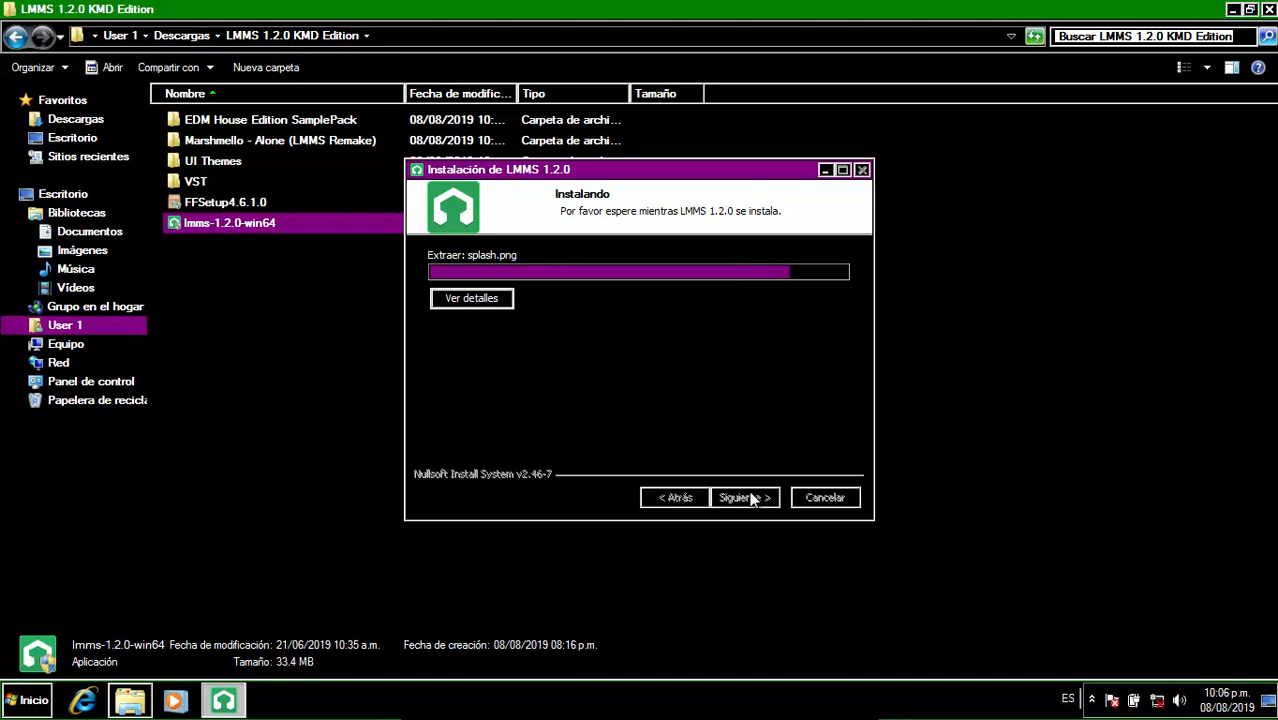 LMMS 1.2.0 KMD Edition
User 1 Descargas LMMS 1.2.0 KMD Edition
Buscar LMMS 1.2.0 KMD Edition
Organizar Abrir Compartir con Nueva carpeta
Favoritos
Descargas
Escritorio
Sitios recientes
Escritorio
Bibliotecas
Documentos
Imágenes
Música
Vídeos
Grupo en el hogar
User 1
Equipo
Red
Panel de control
Papelera de recicla
Nombre Fecha de modific... Tipo Tamaño
EDM House Edition SamplePack 08/08/2019 10:... Carpeta de archi...
Marshmello - Alone (LMMS Remake) 08/08/2019 10:... Carpeta de archi...
UI Themes
VST
FFSetup4.6.1.0
lmms-1.2.0-win64
Instalación de LMMS 1.2.0
Instalando
Por favor espere mientras LMMS 1.2.0 se instala.
Extraer: splash.png
Ver detalles
Nullsoft Install System v2.46-7
< Atrás Siguiente > Cancelar
lmms-1.2.0-win64 Fecha de modificación: 21/06/2019 10:35 a.m. Fecha de creación: 08/08/2019 08:16 p.m.
Aplicación Tamaño: 33.4 MB
Inicio
ES
10:06 p.m.
08/08/2019